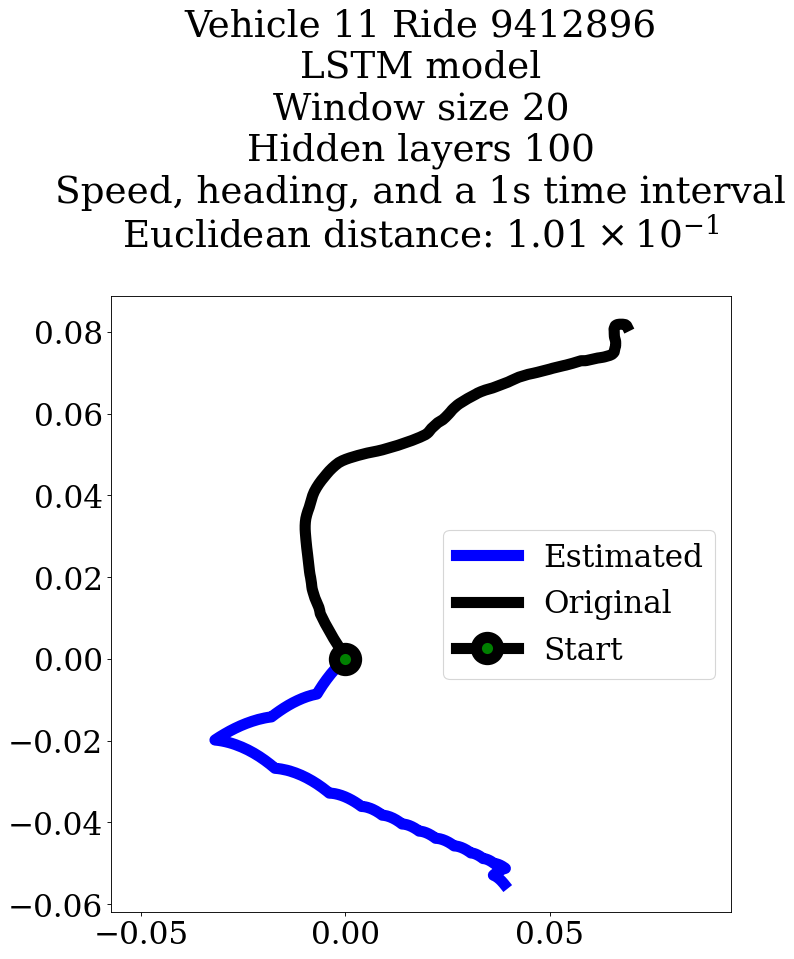 Vehicle 11 Ride 9412896
LSTM model
Window size 20
Hidden layers 100
Speed, heading, and a 1s time interval
Euclidean distance: 1.01 × 10⁻¹
0.08
0.06
0.04
0.02
0.00
−0.02
−0.04
−0.06
Estimated
Original
Start
−0.05
0.00
0.05